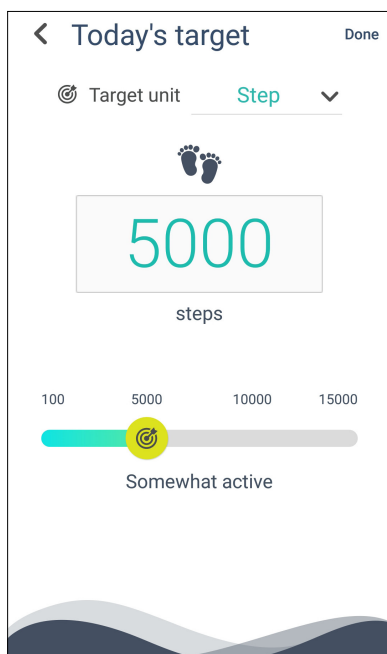 Today's target Done
Target unit Step
5000
steps
100 5000 10000 15000
Somewhat active